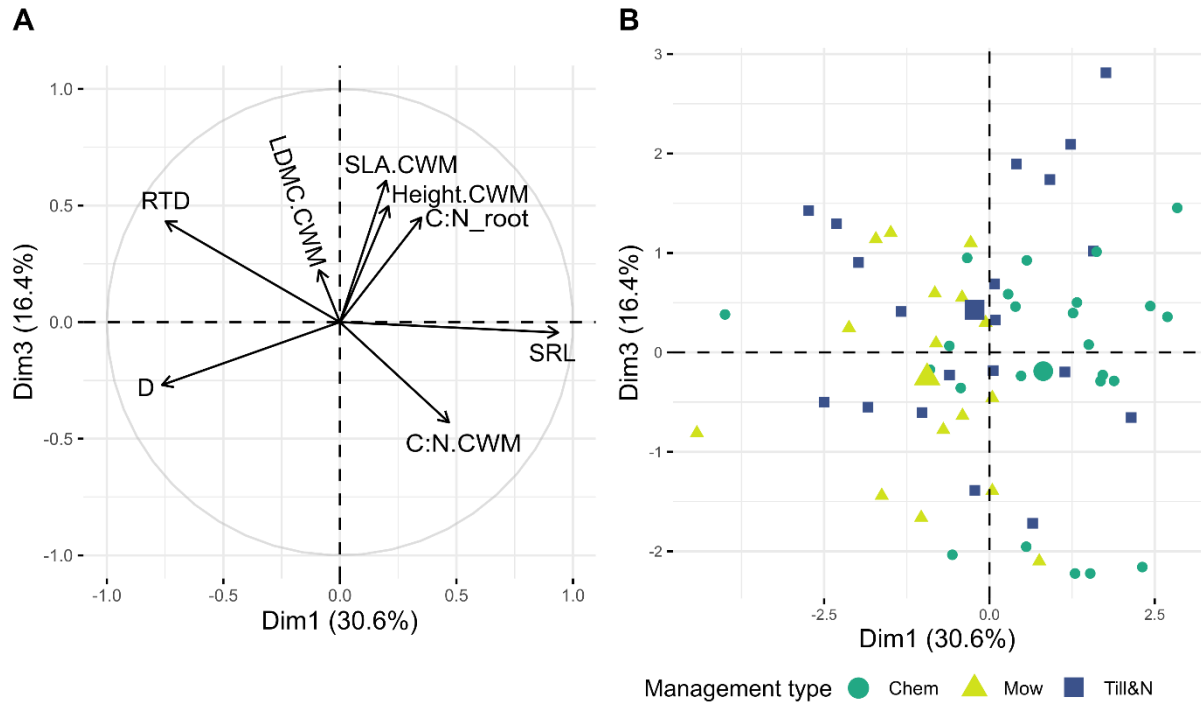 A
1.0
0.5
0.0
-0.5
-1.0
Dim3 (16.4%)
LDMC.CWM
SLA.CWM
Height.CWM
C:N_root
RTD
SRL
D
C:N.CWM
-1.0 -0.5 0.0 0.5 1.0
Dim1 (30.6%)
B
3
2
1
0
-1
-2
Dim3 (16.4%)
-2.5 0.0 2.5
Dim1 (30.6%)
Management type Chem Mow Till&N